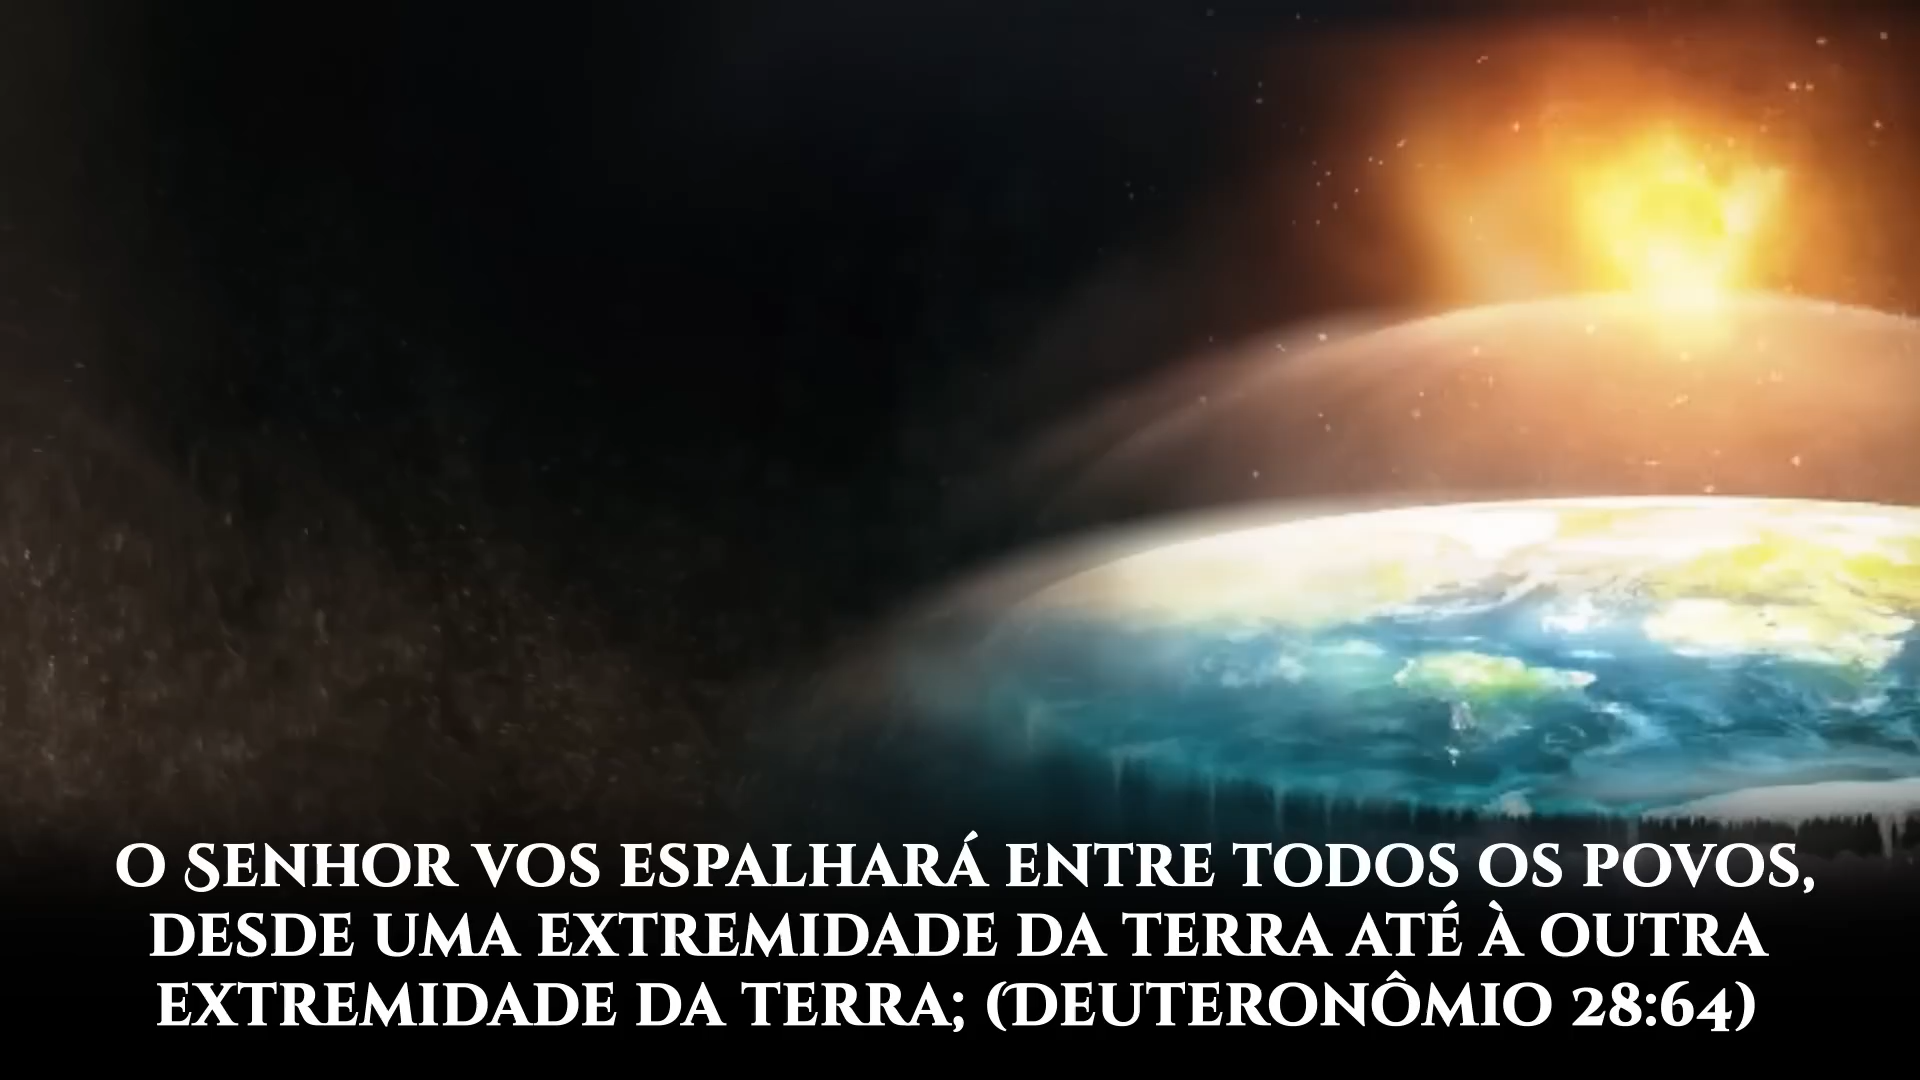 O Senhor vos espalhará entre todos os povos,
desde uma extremidade da terra até à outra
extremidade da terra; (Deuteronômio 28:64)